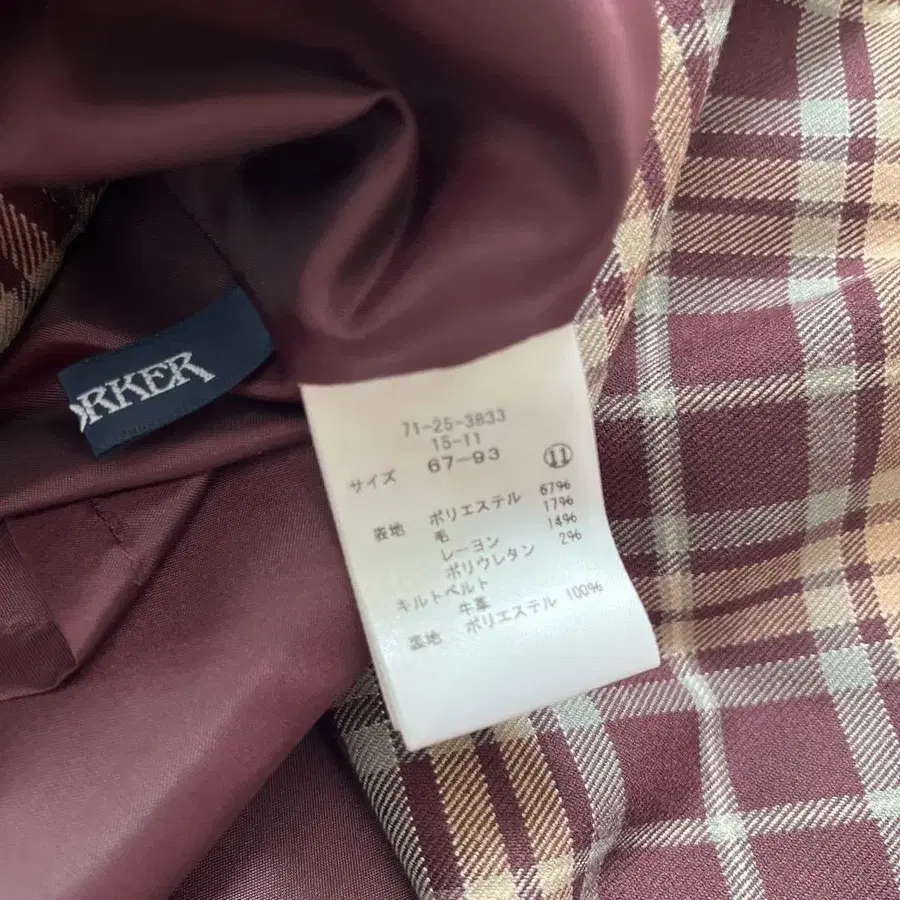 ORKER
71-25-3833
15-11
サイズ 67-93 ⑪
表地 ポリエステル 67%
毛 17%
レーヨン 14%
ポリウレタン 2%
キルトベルト
牛革
表地 ポリエステル 100%